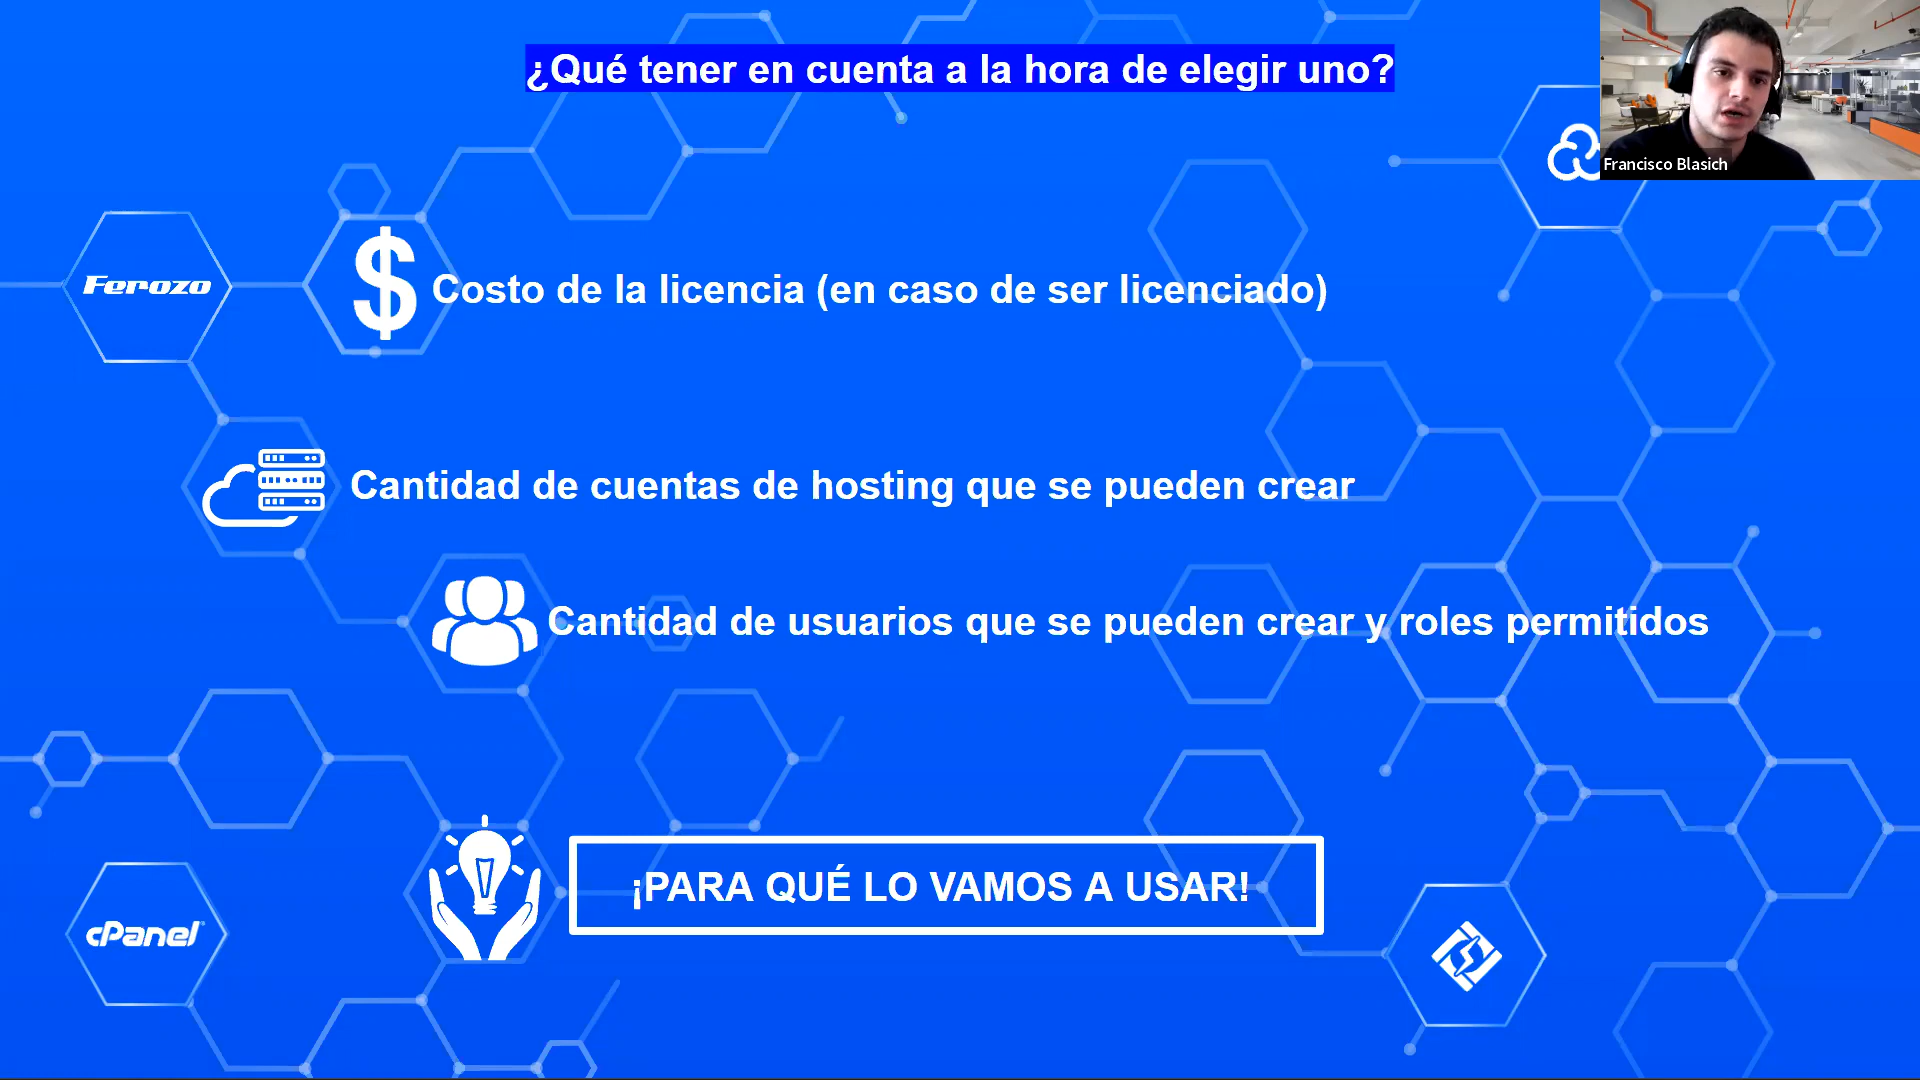 ¿Qué tener en cuenta a la hora de elegir uno?
Francisco Blasich
Ferozo
Costo de la licencia (en caso de ser licenciado)
Cantidad de cuentas de hosting que se pueden crear
Cantidad de usuarios que se pueden crear y roles permitidos
¡PARA QUÉ LO VAMOS A USAR!
cPanel